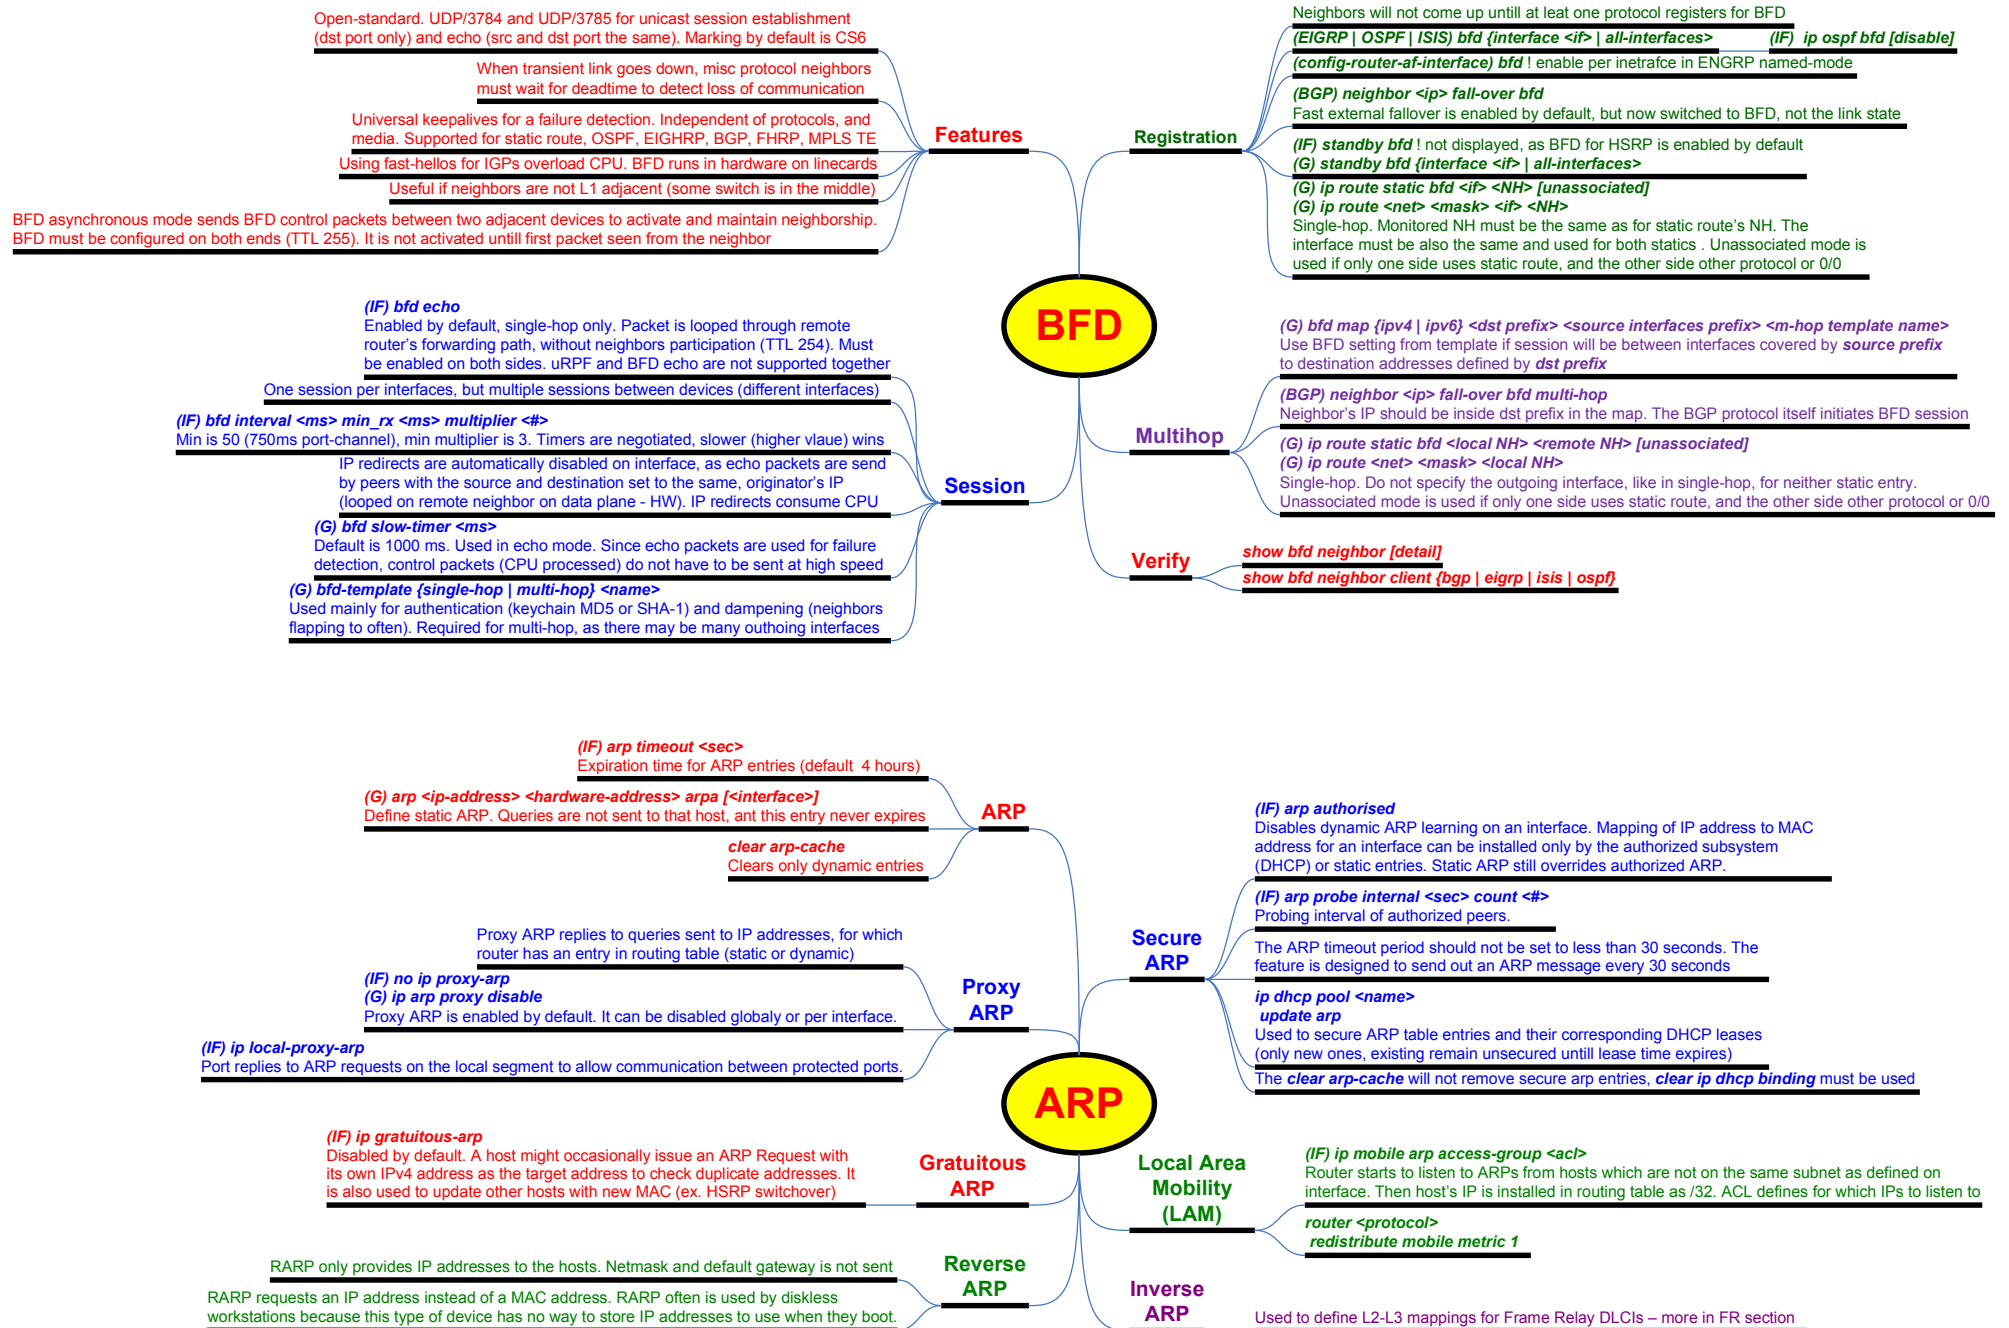 Open-standard. UDP/3784 and UDP/3785 for unicast session establishment
(dst port only) and echo (src and dst port the same). Marking by default is CS6
When transient link goes down, misc protocol neighbors
must wait for deadtime to detect loss of communication
Universal keepalives for a failure detection. Independent of protocols, and
media. Supported for static route, OSPF, EIGHRP, BGP, FHRP, MPLS TE
Using fast-hellos for IGPs overload CPU. BFD runs in hardware on linecards
Useful if neighbors are not L1 adjacent (some switch is in the middle)
BFD asynchronous mode sends BFD control packets between two adjacent devices to activate and maintain neighborship.
BFD must be configured on both ends (TTL 255). It is not activated untill first packet seen from the neighbor
Features
Registration
Neighbors will not come up untill at leat one protocol registers for BFD
(EIGRP | OSPF | ISIS) bfd {interface <if> | all-interfaces>
(IF)  ip ospf bfd [disable]
(config-router-af-interface) bfd ! enable per inetrafce in ENGRP named-mode
(BGP) neighbor <ip> fall-over bfd
Fast external fallover is enabled by default, but now switched to BFD, not the link state
(IF) standby bfd ! not displayed, as BFD for HSRP is enabled by default
(G) standby bfd {interface <if> | all-interfaces>
(G) ip route static bfd <if> <NH> [unassociated]
(G) ip route <net> <mask> <if> <NH>
Single-hop. Monitored NH must be the same as for static route's NH. The
interface must be also the same and used for both statics . Unassociated mode is
used if only one side uses static route, and the other side other protocol or 0/0
BFD
(IF) bfd echo
Enabled by default, single-hop only. Packet is looped through remote
router's forwarding path, without neighbors participation (TTL 254). Must
be enabled on both sides. uRPF and BFD echo are not supported together
One session per interfaces, but multiple sessions between devices (different interfaces)
(IF) bfd interval <ms> min_rx <ms> multiplier <#>
Min is 50 (750ms port-channel), min multiplier is 3. Timers are negotiated, slower (higher vlaue) wins
IP redirects are automatically disabled on interface, as echo packets are send
by peers with the source and destination set to the same, originator's IP
(looped on remote neighbor on data plane - HW). IP redirects consume CPU
(G) bfd slow-timer <ms>
Default is 1000 ms. Used in echo mode. Since echo packets are used for failure
detection, control packets (CPU processed) do not have to be sent at high speed
(G) bfd-template {single-hop | multi-hop} <name>
Used mainly for authentication (keychain MD5 or SHA-1) and dampening (neighbors
flapping to often). Required for multi-hop, as there may be many outhoing interfaces
Session
Multihop
(G) bfd map {ipv4 | ipv6} <dst prefix> <source interfaces prefix> <m-hop template name>
Use BFD setting from template if session will be between interfaces covered by source prefix
to destination addresses defined by dst prefix
(BGP) neighbor <ip> fall-over bfd multi-hop
Neighbor's IP should be inside dst prefix in the map. The BGP protocol itself initiates BFD session
(G) ip route static bfd <local NH> <remote NH> [unassociated]
(G) ip route <net> <mask> <local NH>
Single-hop. Do not specify the outgoing interface, like in single-hop, for neither static entry.
Unassociated mode is used if only one side uses static route, and the other side other protocol or 0/0
Verify
show bfd neighbor [detail]
show bfd neighbor client {bgp | eigrp | isis | ospf}
(IF) arp timeout <sec>
Expiration time for ARP entries (default  4 hours)
(G) arp <ip-address> <hardware-address> arpa [<interface>]
Define static ARP. Queries are not sent to that host, ant this entry never expires
clear arp-cache
Clears only dynamic entries
ARP
Proxy ARP replies to queries sent to IP addresses, for which
router has an entry in routing table (static or dynamic)
(IF) no ip proxy-arp
(G) ip arp proxy disable
Proxy ARP is enabled by default. It can be disabled globaly or per interface.
(IF) ip local-proxy-arp
Port replies to ARP requests on the local segment to allow communication between protected ports.
Proxy
ARP
Secure
ARP
(IF) arp authorised
Disables dynamic ARP learning on an interface. Mapping of IP address to MAC
address for an interface can be installed only by the authorized subsystem
(DHCP) or static entries. Static ARP still overrides authorized ARP.
(IF) arp probe internal <sec> count <#>
Probing interval of authorized peers.
The ARP timeout period should not be set to less than 30 seconds. The
feature is designed to send out an ARP message every 30 seconds
ip dhcp pool <name>
update arp
Used to secure ARP table entries and their corresponding DHCP leases
(only new ones, existing remain unsecured untill lease time expires)
The clear arp-cache will not remove secure arp entries, clear ip dhcp binding must be used
ARP
(IF) ip gratuitous-arp
Disabled by default. A host might occasionally issue an ARP Request with
its own IPv4 address as the target address to check duplicate addresses. It
is also used to update other hosts with new MAC (ex. HSRP switchover)
Gratuitous
ARP
Local Area
Mobility
(LAM)
(IF) ip mobile arp access-group <acl>
Router starts to listen to ARPs from hosts which are not on the same subnet as defined on
interface. Then host's IP is installed in routing table as /32. ACL defines for which IPs to listen to
router <protocol>
redistribute mobile metric 1
RARP only provides IP addresses to the hosts. Netmask and default gateway is not sent
RARP requests an IP address instead of a MAC address. RARP often is used by diskless
workstations because this type of device has no way to store IP addresses to use when they boot.
Reverse
ARP
Inverse
ARP
Used to define L2-L3 mappings for Frame Relay DLCIs – more in FR section